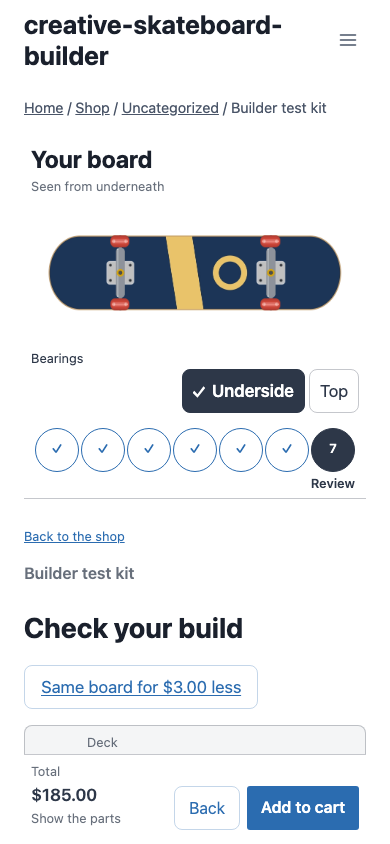 creative-skateboard-
builder
Home / Shop / Uncategorized / Builder test kit
Your board
Seen from underneath
Bearings
✓ Underside
Top
✓ ✓ ✓ ✓ ✓ ✓ 7
Review
Back to the shop
Builder test kit
Check your build
Same board for $3.00 less
Deck
Total
$185.00
Show the parts
Back
Add to cart